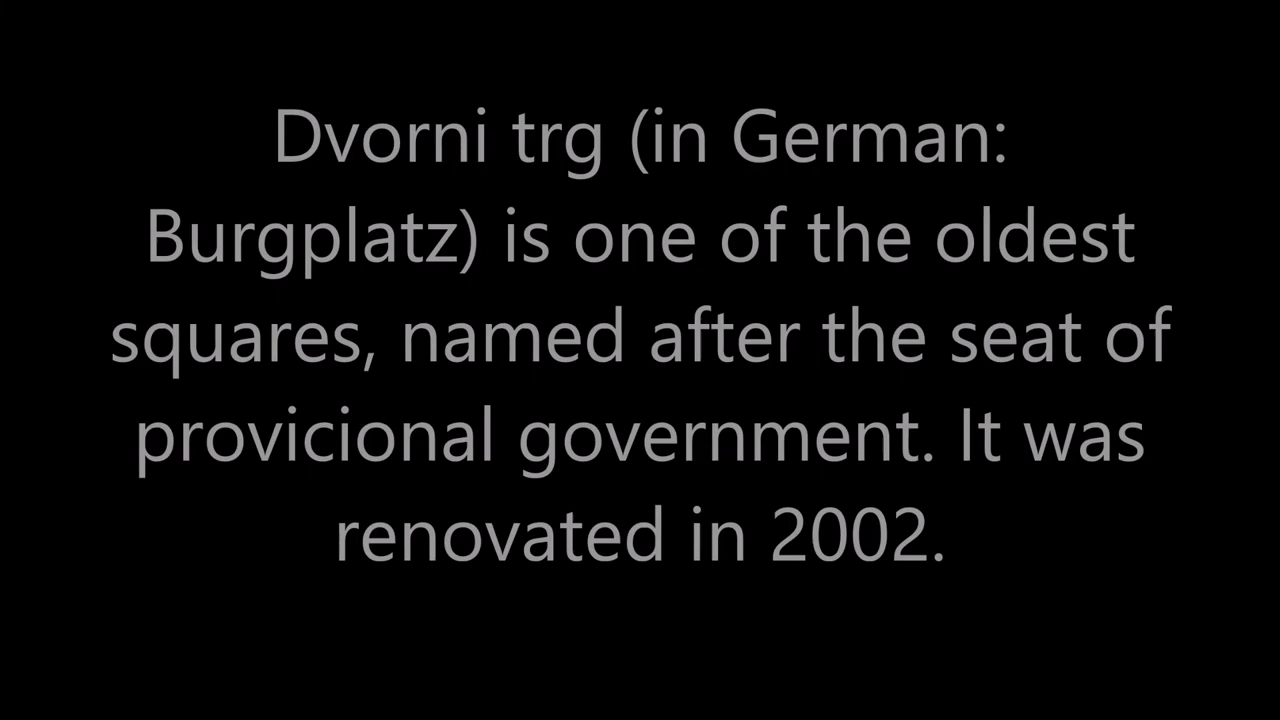 Dvorni trg (in German:
Burgplatz) is one of the oldest
squares, named after the seat of
provicional government. It was
renovated in 2002.